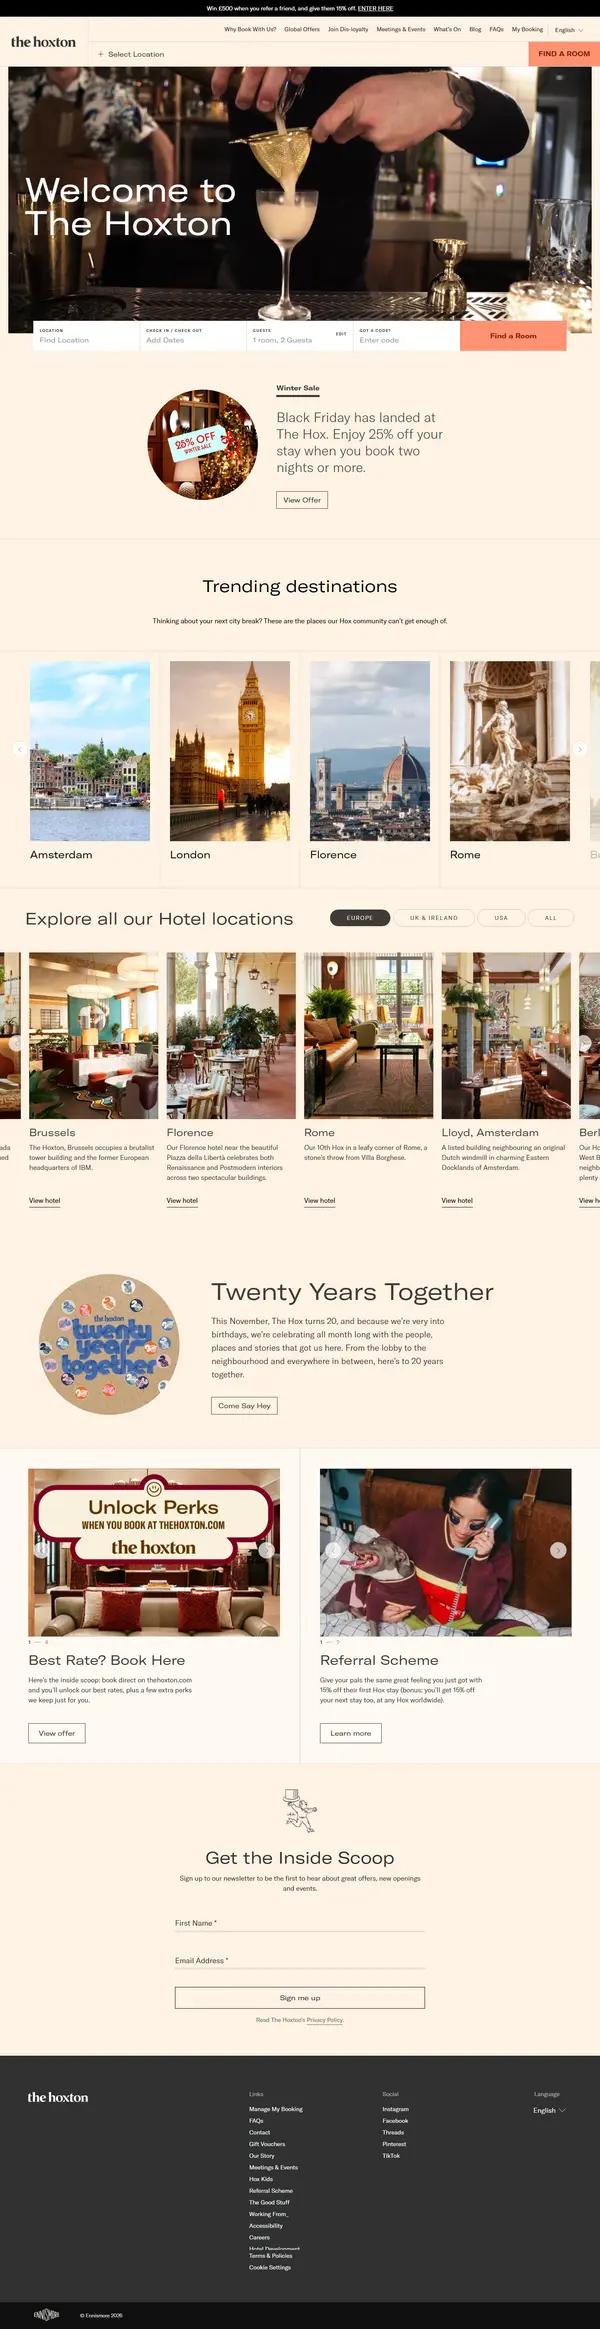 Win £500 when you refer a friend, and give them 15% off. ENTER HERE
the hoxton
Why Book With Us?
Global Offers
Join Dis-loyalty
Meetings & Events
What's On
Blog
FAQs
My Booking
English
+ Select Location
FIND A ROOM
Welcome to
The Hoxton
LOCATION
Find Location
CHECK IN / CHECK OUT
Add Dates
GUESTS
1 room, 2 Guests
EDIT
GOT A CODE?
Enter code
Find a Room
25% OFF
WINTER SALE
Winter Sale
Black Friday has landed at
The Hox. Enjoy 25% off your
stay when you book two
nights or more.
View Offer
Trending destinations
Thinking about your next city break? These are the places our Hox community can't get enough of.
Amsterdam
London
Florence
Rome
Explore all our Hotel locations
EUROPE
UK & IRELAND
USA
ALL
Brussels
The Hoxton, Brussels occupies a brutalist
tower building and the former European
headquarters of IBM.
View hotel
Florence
Our Florence hotel near the beautiful
Piazza della Libertà celebrates both
Renaissance and Postmodern interiors
across two spectacular buildings.
View hotel
Rome
Our 10th Hox in a leafy corner of Rome, a
stone's throw from Villa Borghese.
View hotel
Lloyd, Amsterdam
A listed building neighbouring an original
Dutch windmill in charming Eastern
Docklands of Amsterdam.
View hotel
the hoxton
twenty
years
together
Twenty Years Together
This November, The Hox turns 20, and because we're very into
birthdays, we're celebrating all month long with the people,
places and stories that got us here. From the lobby to the
neighbourhood and everywhere in between, here's to 20 years
together.
Come Say Hey
Unlock Perks
WHEN YOU BOOK AT THEHOXTON.COM
the hoxton
1 — 4
Best Rate? Book Here
Here's the inside scoop: book direct on thehoxton.com
and you'll unlock our best rates, plus a few extra perks
we keep just for you.
View offer
Referral Scheme
Give your pals the same great feeling you just got with
15% off their first Hox stay (bonus: you'll get 15% off
your next stay too, at any Hox worldwide).
Learn more
Get the Inside Scoop
Sign up to our newsletter to be the first to hear about great offers, new openings
and events.
First Name *
Email Address *
Sign me up
Read The Hoxton's Privacy Policy.
the hoxton
Links
Manage My Booking
FAQs
Contact
Gift Vouchers
Our Story
Meetings & Events
Hox Kids
Referral Scheme
The Good Stuff
Working From_
Accessibility
Careers
Hotel Development
Terms & Policies
Cookie Settings
Social
Instagram
Facebook
Threads
Pinterest
TikTok
Language
English
ENNISMORE
© Ennismore 2026